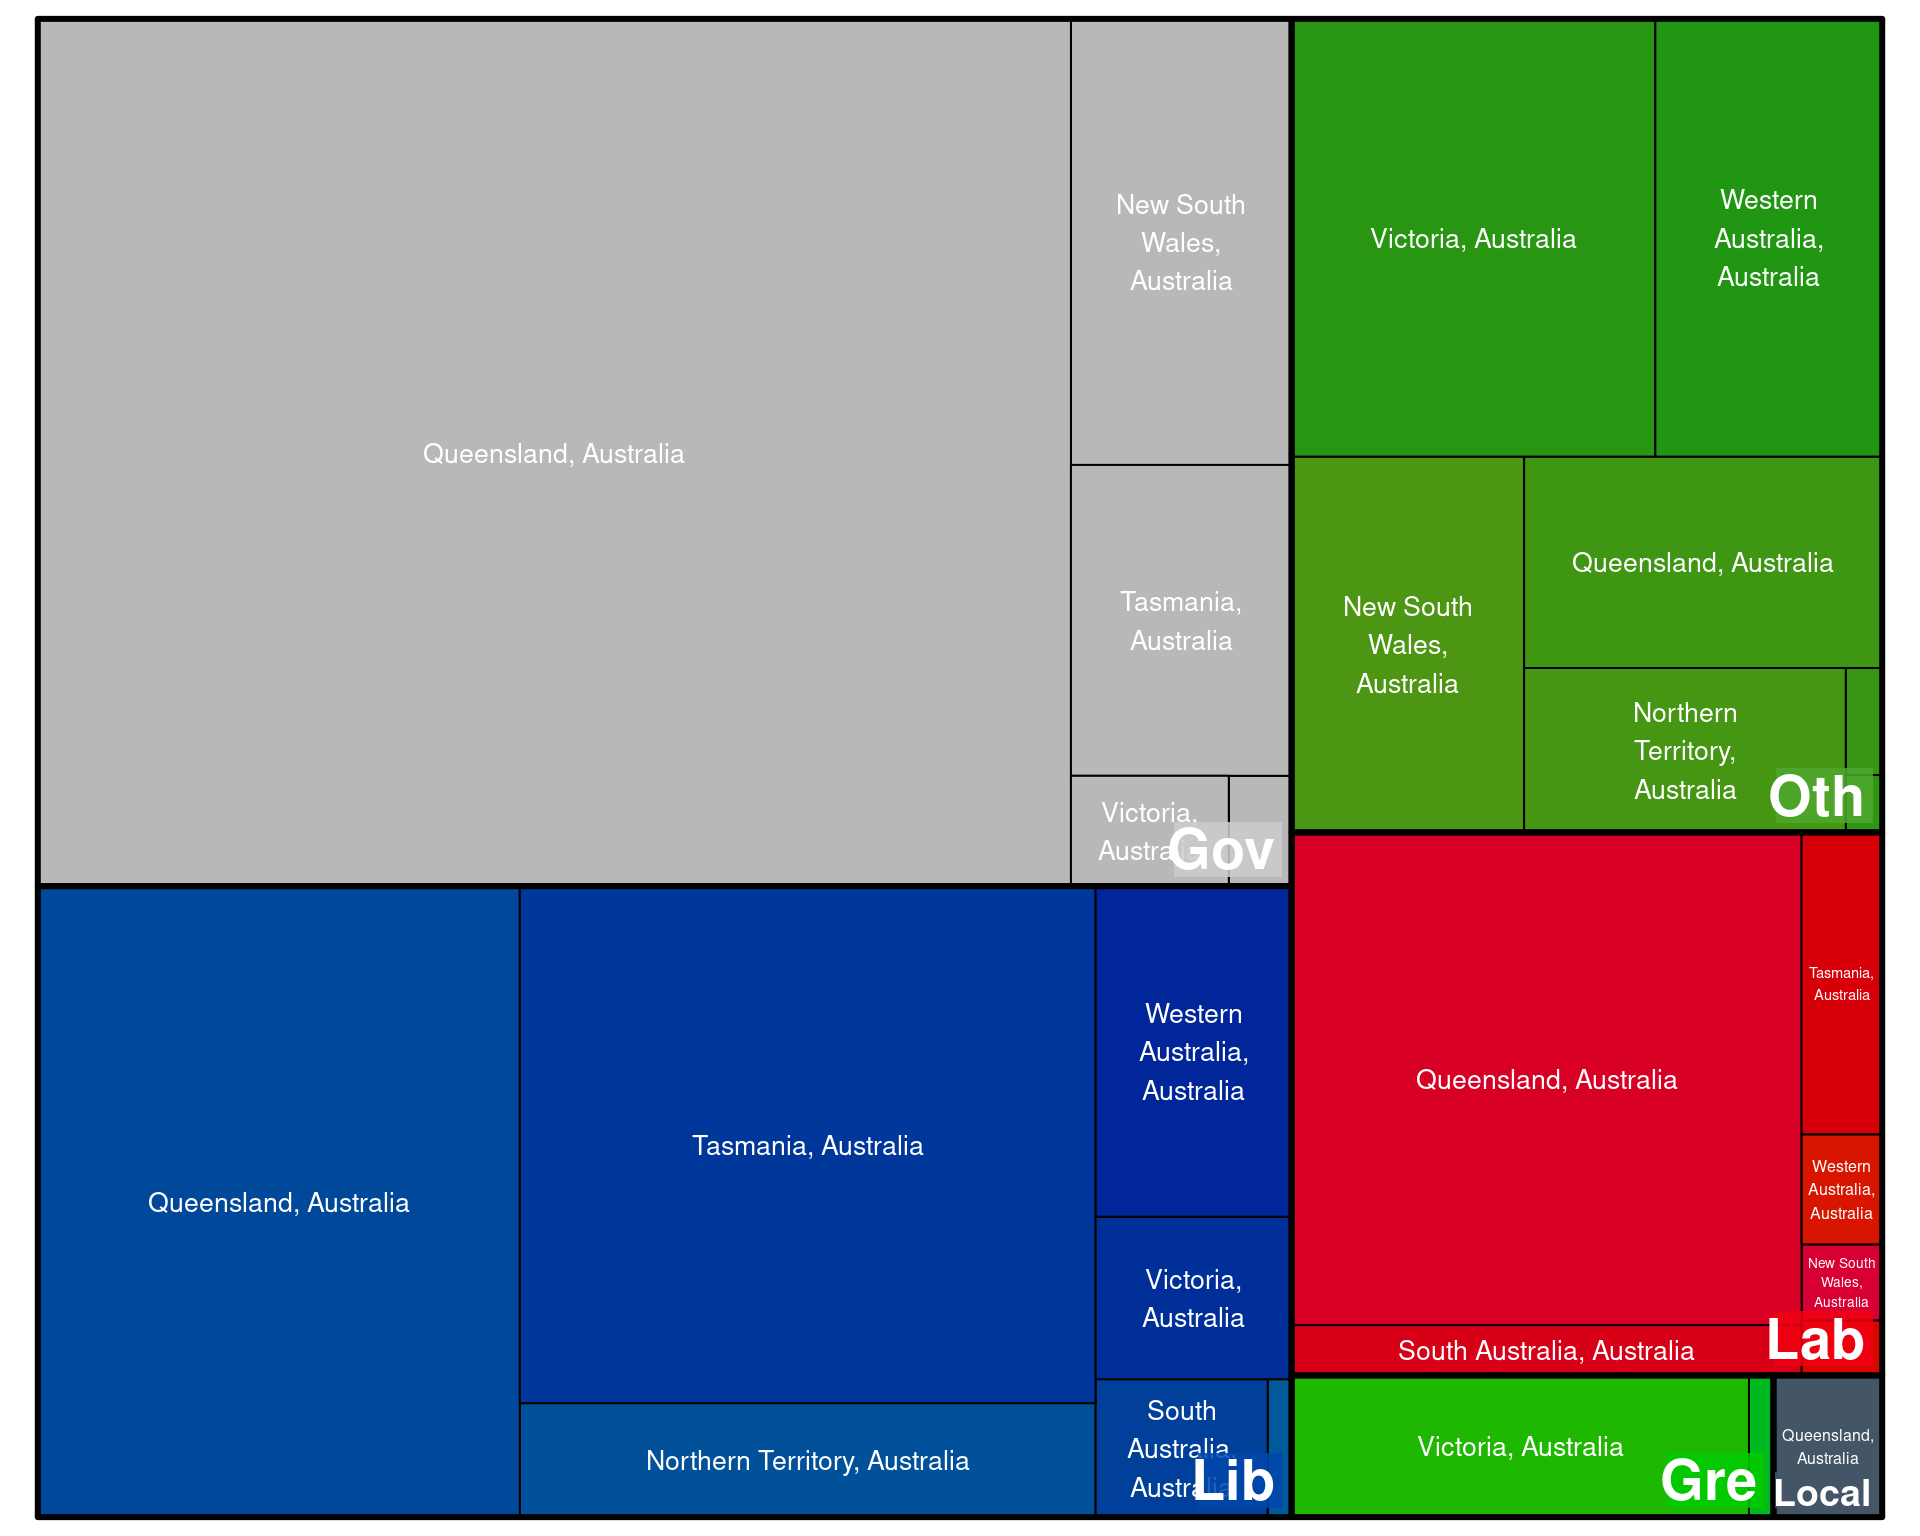 Queensland, Australia
New South
Wales,
Australia
Tasmania,
Australia
Victoria,
Australia
Gov
Victoria, Australia
Western
Australia,
Australia
New South
Wales,
Australia
Queensland, Australia
Northern
Territory,
Australia
Oth
Queensland, Australia
Tasmania, Australia
Northern Territory, Australia
Western
Australia,
Australia
Victoria,
Australia
South
Australia,
Australia
Lib
Queensland, Australia
Tasmania,
Australia
Western
Australia,
Australia
New South
Wales,
Australia
South Australia, Australia
Lab
Victoria, Australia
Gre
Queensland,
Australia
Local